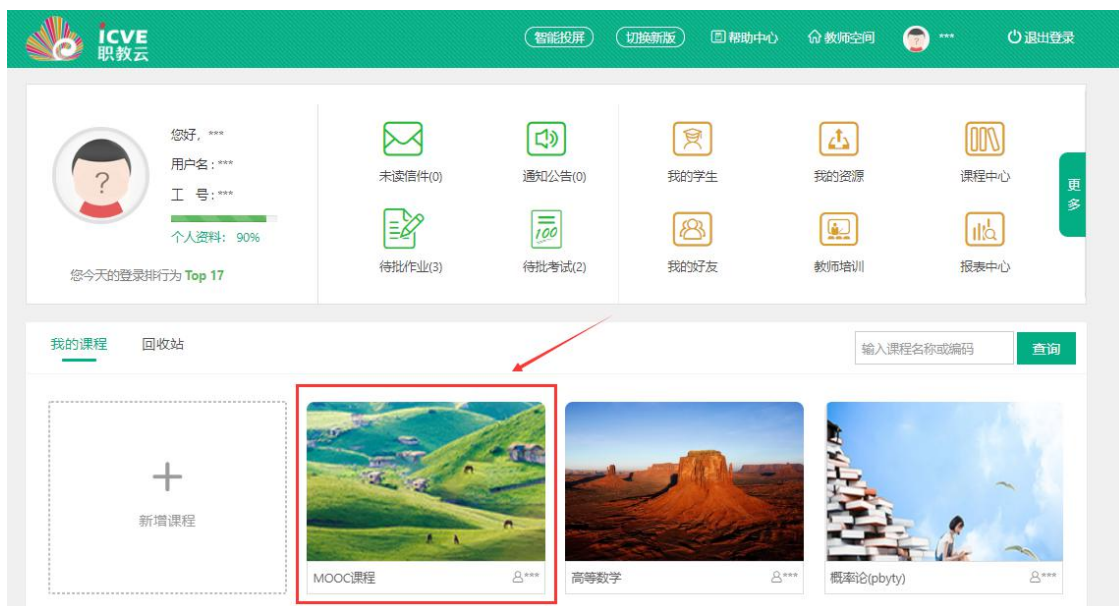 icve
职教云
智能投屏 切换新版 帮助中心 教师空间 *** 退出登录
您好, ***
用户名:***
工 号:***
个人资料: 90%
您今天的登录排行为 Top 17
未读信件(0) 通知公告(0) 我的学生 我的资源 课程中心
待批作业(3) 待批考试(2) 我的好友 教师培训 报表中心
100
更多
我的课程 回收站 输入课程名称或编码 查询
新增课程
MOOC课程 ***
高等数学 ***
概率论(pbyty) ***